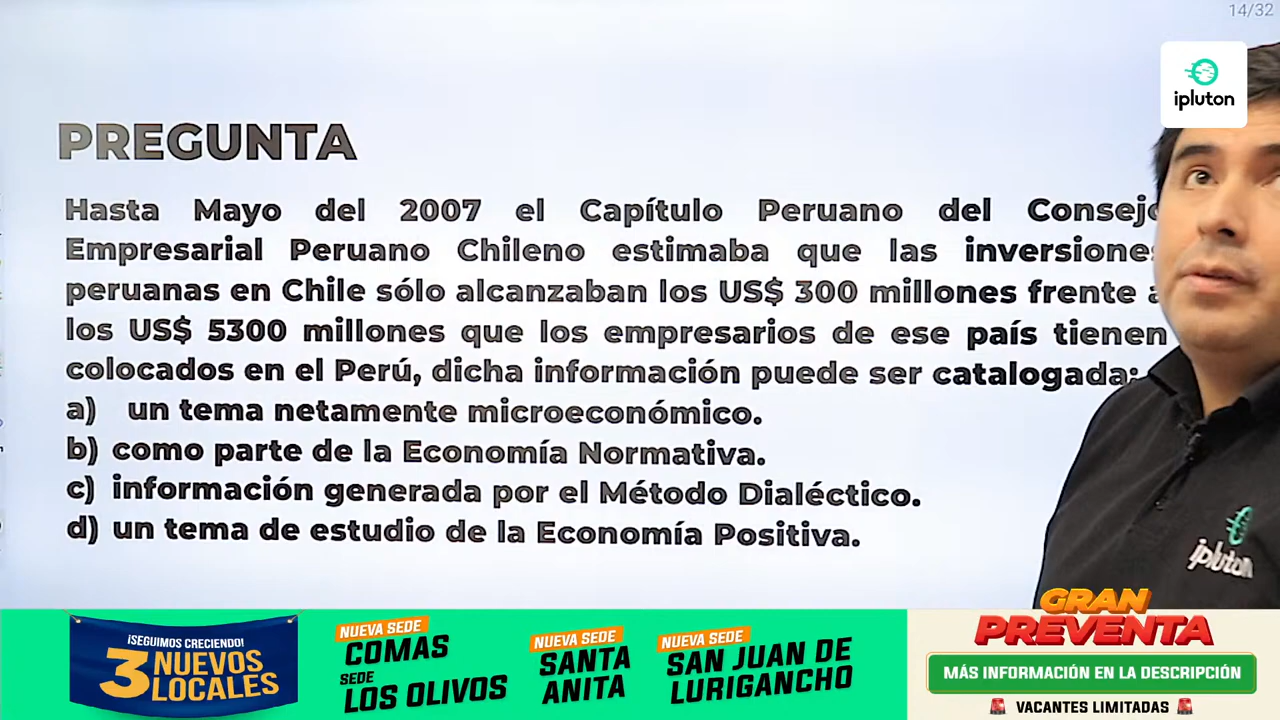 14/32
ipluton
PREGUNTA
Hasta Mayo del 2007 el Capítulo Peruano del Consejo
Empresarial Peruano Chileno estimaba que las inversiones
peruanas en Chile sólo alcanzaban los US$ 300 millones frente a
los US$ 5300 millones que los empresarios de ese país tienen
colocados en el Perú, dicha información puede ser catalogada:
a) un tema netamente microeconómico.
b) como parte de la Economía Normativa.
c) información generada por el Método Dialéctico.
d) un tema de estudio de la Economía Positiva.
ipluton
¡SEGUIMOS CRECIENDO!
3 NUEVOS
LOCALES
NUEVA SEDE
COMAS
SEDE
LOS OLIVOS
NUEVA SEDE
SANTA
ANITA
NUEVA SEDE
SAN JUAN DE
LURIGANCHO
GRAN
PREVENTA
MÁS INFORMACIÓN EN LA DESCRIPCIÓN
VACANTES LIMITADAS